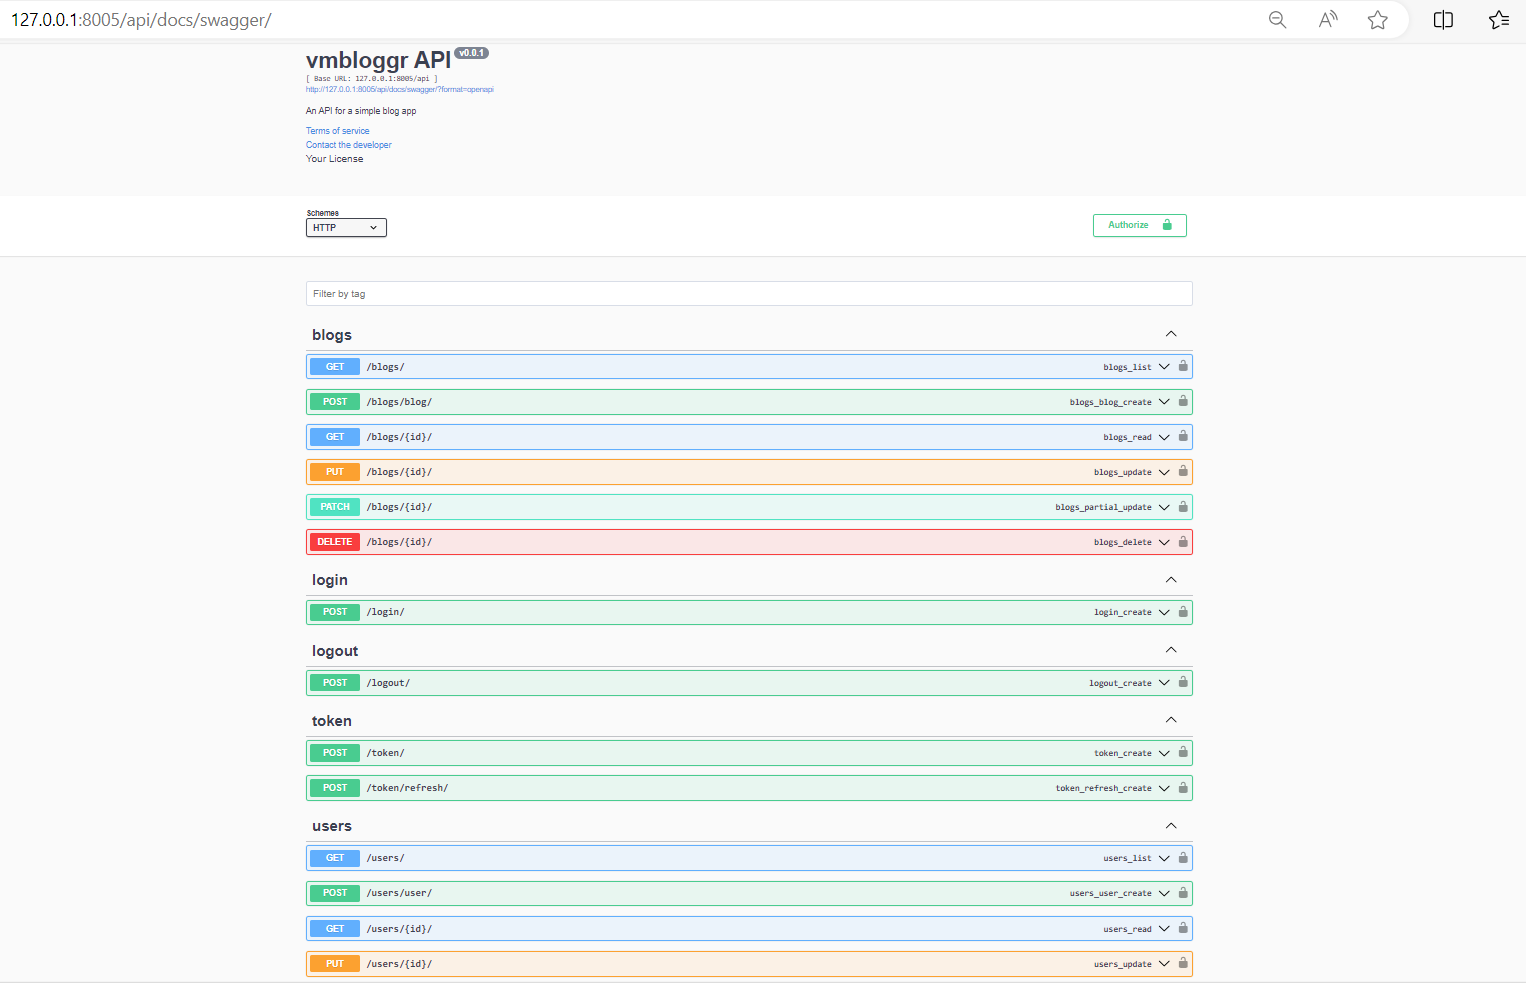 127.0.0.1:8005/api/docs/swagger/
vmbloggr API v0.0.1
[ Base URL: 127.0.0.1:8005/api ]
http://127.0.0.1:8005/api/docs/swagger/?format=openapi
An API for a simple blog app
Terms of service
Contact the developer
Your License
Schemes
HTTP
Authorize
Filter by tag
blogs
GET /blogs/ blogs_list
POST /blogs/blog/ blogs_blog_create
GET /blogs/{id}/ blogs_read
PUT /blogs/{id}/ blogs_update
PATCH /blogs/{id}/ blogs_partial_update
DELETE /blogs/{id}/ blogs_delete
login
POST /login/ login_create
logout
POST /logout/ logout_create
token
POST /token/ token_create
POST /token/refresh/ token_refresh_create
users
GET /users/ users_list
POST /users/user/ users_user_create
GET /users/{id}/ users_read
PUT /users/{id}/ users_update